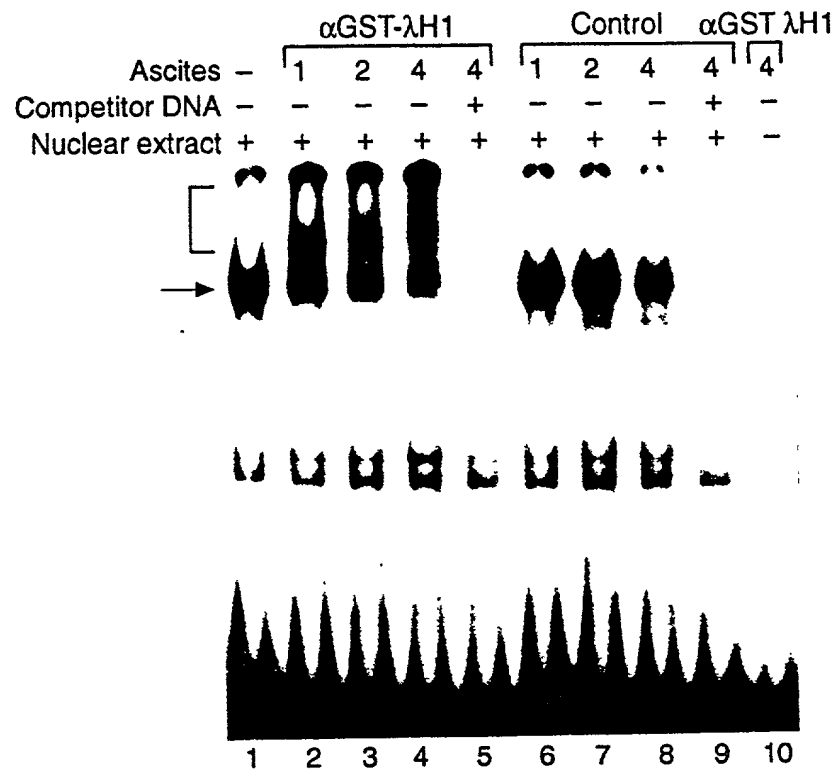 αGST-λH1 Control αGST λH1
Ascites – 1 2 4 4 1 2 4 4 4
Competitor DNA – – – – + – – – + –
Nuclear extract + + + + + + + + + –
1 2 3 4 5 6 7 8 9 10